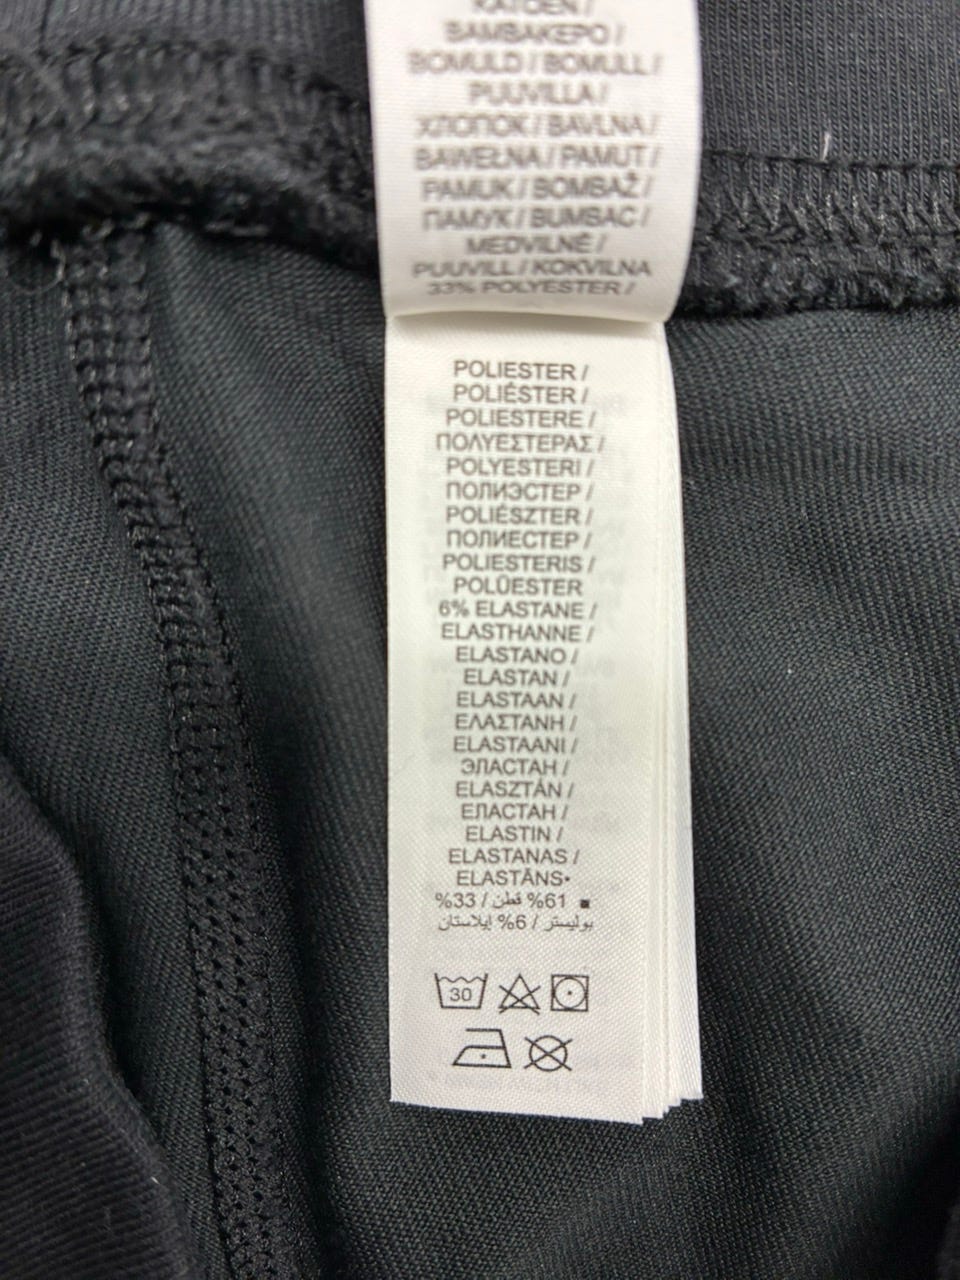 KATOEN /
ΒΑΜΒΑΚΕΡΟ /
BOMULD / BOMULL /
PUUVILLA /
ХЛОПОК / BAVLNA /
BAWEŁNA / PAMUT /
PAMUK / BOMBAŽ /
ПАМУК / BUMBAC /
MEDVILNĖ /
PUUVILL / KOKVILNA
33% POLYESTER /
POLIESTER /
POLIÉSTER /
POLIESTERE /
ΠΟΛΥΕΣΤΕΡΑΣ /
POLYESTERI /
ПОЛИЭСТЕР /
POLIÉSZTER /
ПОЛИЕСТЕР /
POLIESTERIS /
POLÜESTER
6% ELASTANE /
ELASTHANNE /
ELASTANO /
ELASTAN /
ELASTAAN /
ΕΛΑΣΤΑΝΗ /
ELASTAANI /
ЭЛАСТАН /
ELASZTÁN /
ЕЛАСТАН /
ELASTIN /
ELASTANAS /
ELASTĀNS•
▪ 61% قطن / 33%
بوليستر / 6% إيلاستان
30